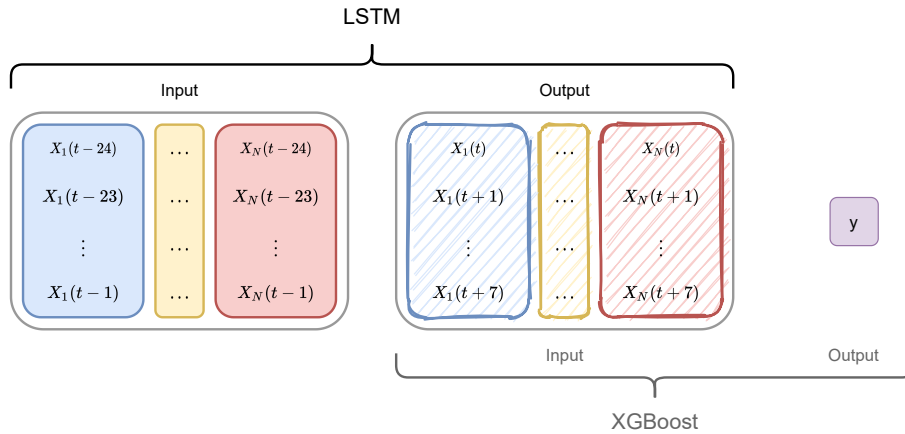 LSTM
Input
Output
X₁(t − 24) … X_N(t − 24)
X₁(t − 23) … X_N(t − 23)
⋮ … ⋮
X₁(t − 1) … X_N(t − 1)
X₁(t) … X_N(t)
X₁(t + 1) … X_N(t + 1)
⋮ … ⋮
X₁(t + 7) … X_N(t + 7)
y
Input
Output
XGBoost